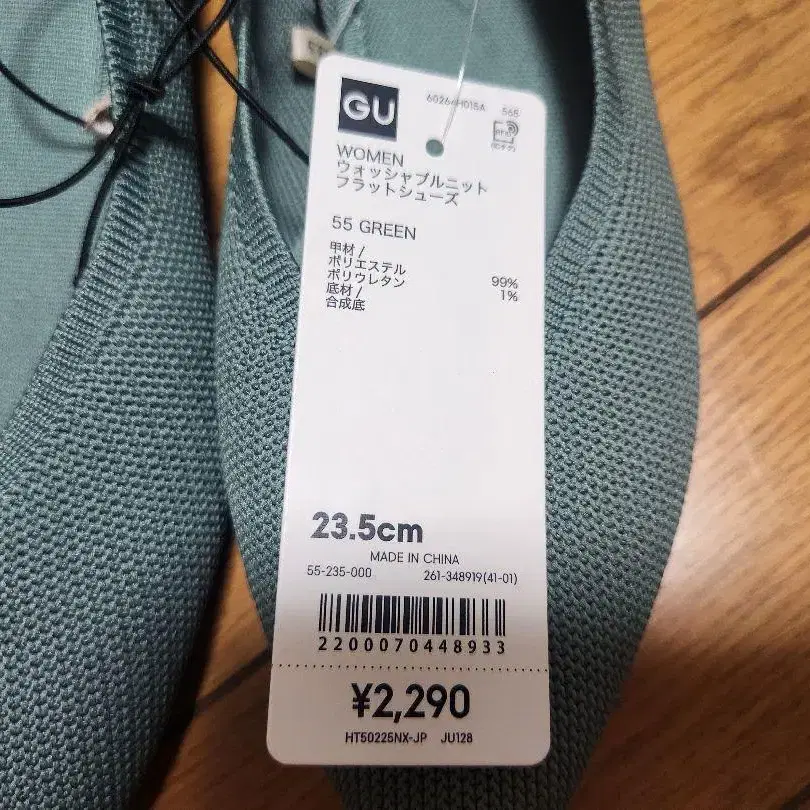 GU
60266H015A 565
RFID
WOMEN
ウォッシャブルニット
フラットシューズ
55 GREEN
甲材 /
ポリエステル 99%
ポリウレタン 1%
底材 /
合成底
23.5cm
MADE IN CHINA
55-235-000 261-348919(41-01)
2200070448933
¥2,290
HT50225NX-JP JU128